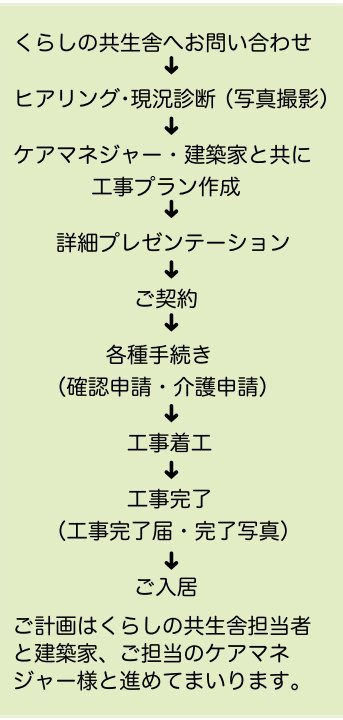 くらしの共生舎へお問い合わせ
↓
ヒアリング・現況診断（写真撮影）
↓
ケアマネジャー・建築家と共に
工事プラン作成
↓
詳細プレゼンテーション
↓
ご契約
↓
各種手続き
（確認申請・介護申請）
↓
工事着工
↓
工事完了
（工事完了届・完了写真）
↓
ご入居
ご計画はくらしの共生舎担当者
と建築家、ご担当のケアマネ
ジャー様と進めてまいります。